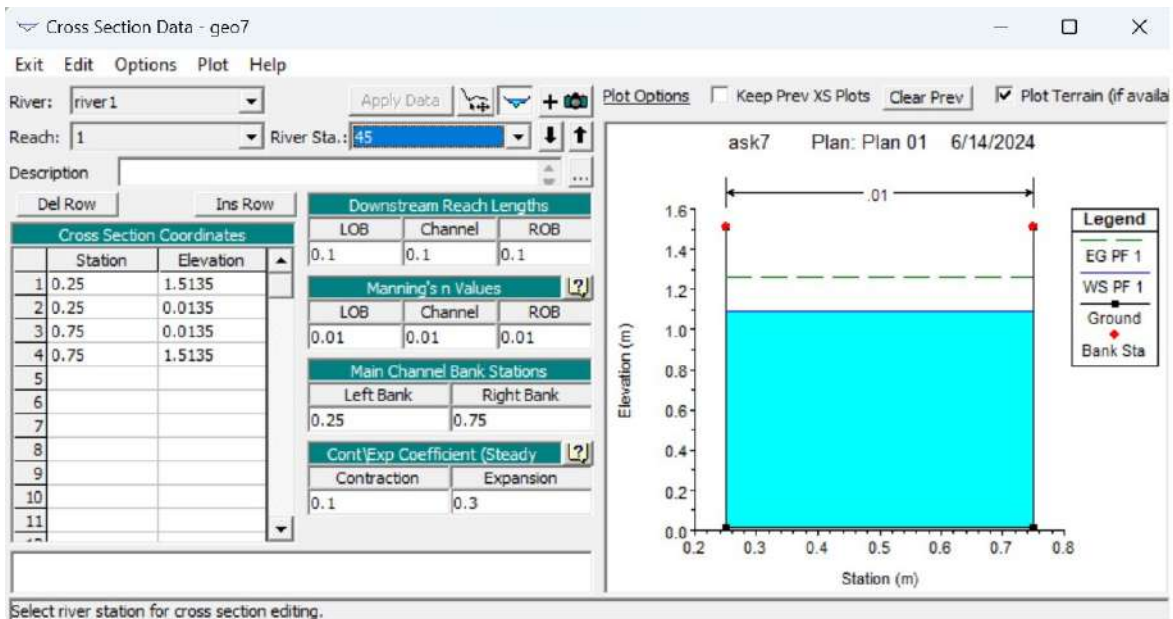 Cross Section Data - geo7
Exit Edit Options Plot Help
River: river1 Apply Data Plot Options Keep Prev XS Plots Clear Prev Plot Terrain (if availa
Reach: 1 River Sta.: 45
Description ...
Del Row Ins Row
Cross Section Coordinates
Station Elevation
1 0.25 1.5135
2 0.25 0.0135
3 0.75 0.0135
4 0.75 1.5135
5
6
7
8
9
10
11
Downstream Reach Lengths
LOB Channel ROB
0.1 0.1 0.1
Manning's n Values ?
LOB Channel ROB
0.01 0.01 0.01
Main Channel Bank Stations
Left Bank Right Bank
0.25 0.75
Cont\Exp Coefficient (Steady ?
Contraction Expansion
0.1 0.3
ask7 Plan: Plan 01 6/14/2024
.01
1.6
1.4
1.2
1.0
0.8
0.6
0.4
0.2
0.0
Elevation (m)
0.2 0.3 0.4 0.5 0.6 0.7 0.8
Station (m)
Legend
EG PF 1
WS PF 1
Ground
Bank Sta
Select river station for cross section editing.